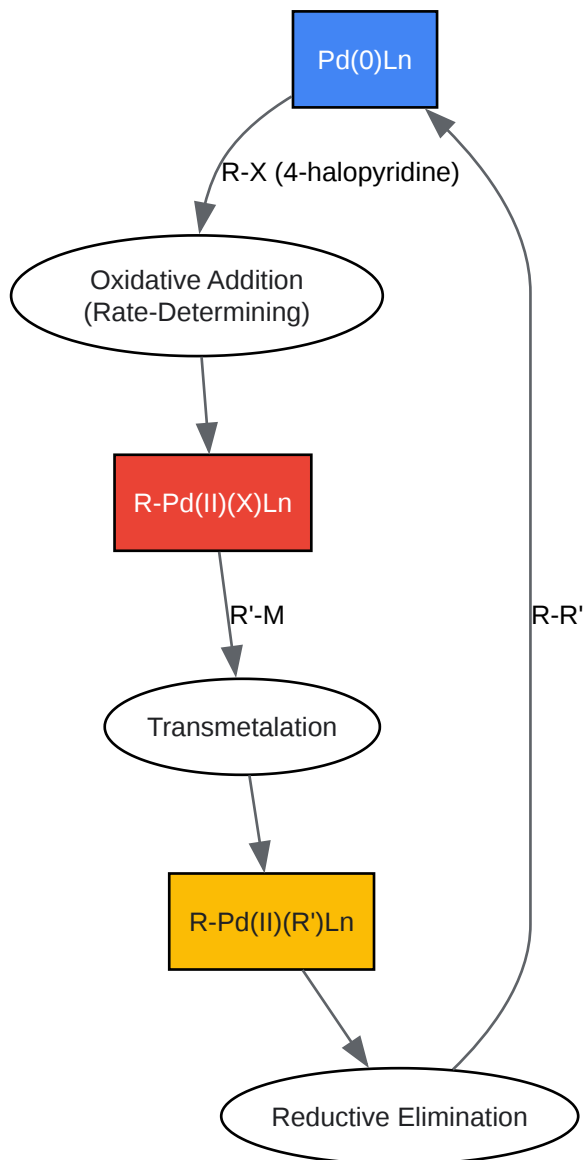 Pd(0)Ln
R-X (4-halopyridine)
Oxidative Addition
(Rate-Determining)
R-Pd(II)(X)Ln
R'-M
R-R'
Transmetalation
R-Pd(II)(R')Ln
Reductive Elimination